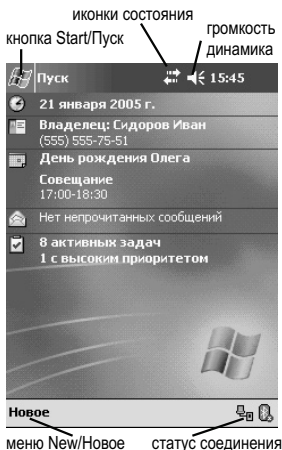 иконки состояния
кнопка Start/Пуск
громкость
динамика
Пуск
15:45
21 января 2005 г.
Владелец: Сидоров Иван
(555) 555-75-51
День рождения Олега
Совещание
17:00-18:30
Нет непрочитанных сообщений
8 активных задач
1 с высоким приоритетом
Новое
меню New/Новое
статус соединения